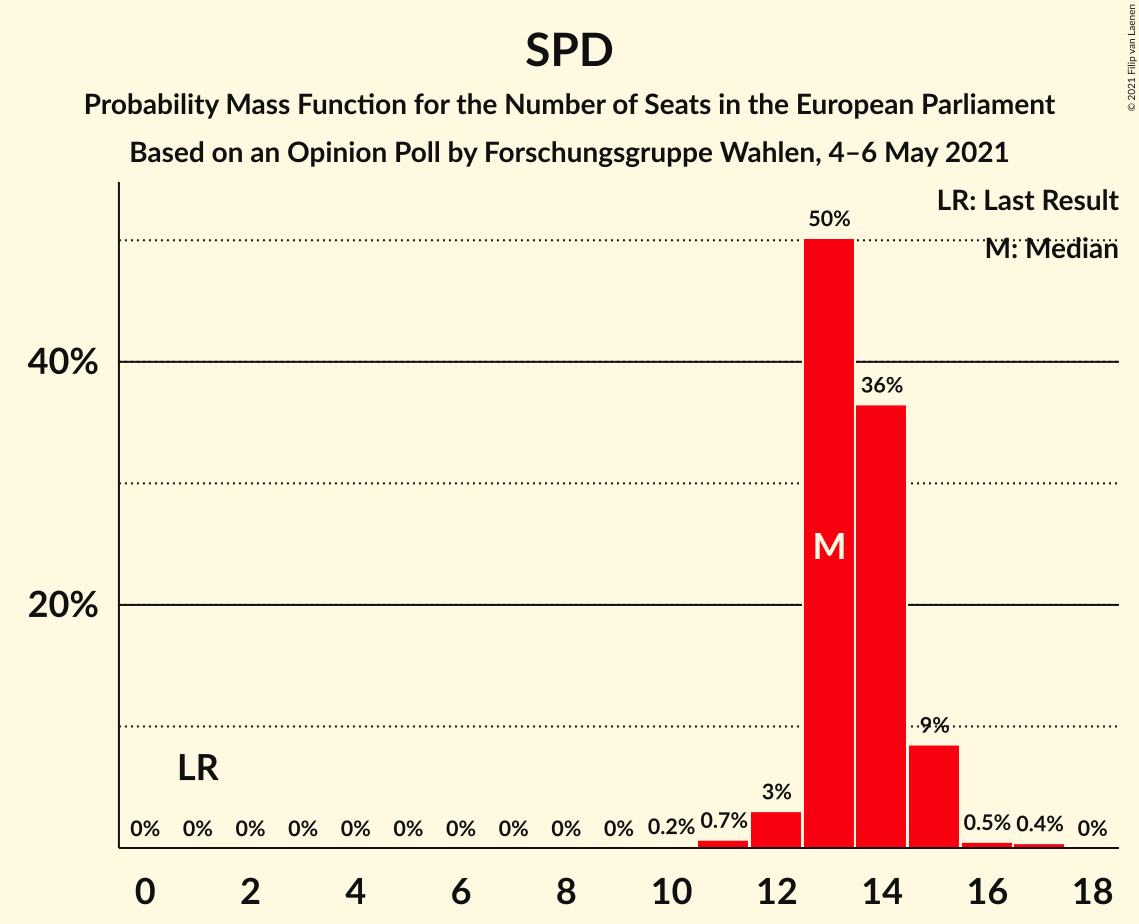 SPD
Probability Mass Function for the Number of Seats in the European Parliament
Based on an Opinion Poll by Forschungsgruppe Wahlen, 4–6 May 2021
© 2021 Filip van Laenen
LR: Last Result
M: Median
50%
40%
36%
M
20%
9%
LR
3%
0% 0% 0% 0% 0% 0% 0% 0% 0% 0% 0.2% 0.7% 0.5% 0.4% 0%
0 2 4 6 8 10 12 14 16 18